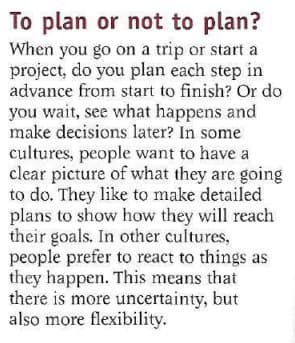 To plan or not to plan?
When you go on a trip or start a
project, do you plan each step in
advance from start to finish? Or do
you wait, see what happens and
make decisions later? In some
cultures, people want to have a
clear picture of what they are going
to do. They like to make detailed
plans to show how they will reach
their goals. In other cultures,
people prefer to react to things as
they happen. This means that
there is more uncertainty, but
also more flexibility.